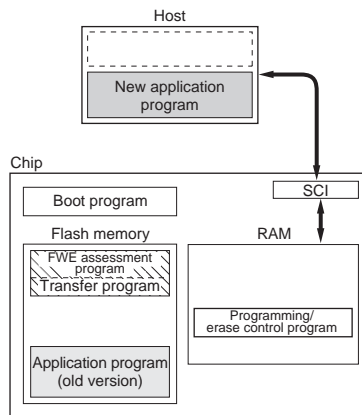 Host
New application
program
Chip
SCI
Boot program
Flash memory
RAM
FWE assessment
program
Transfer program
Programming/
erase control program
Application program
(old version)